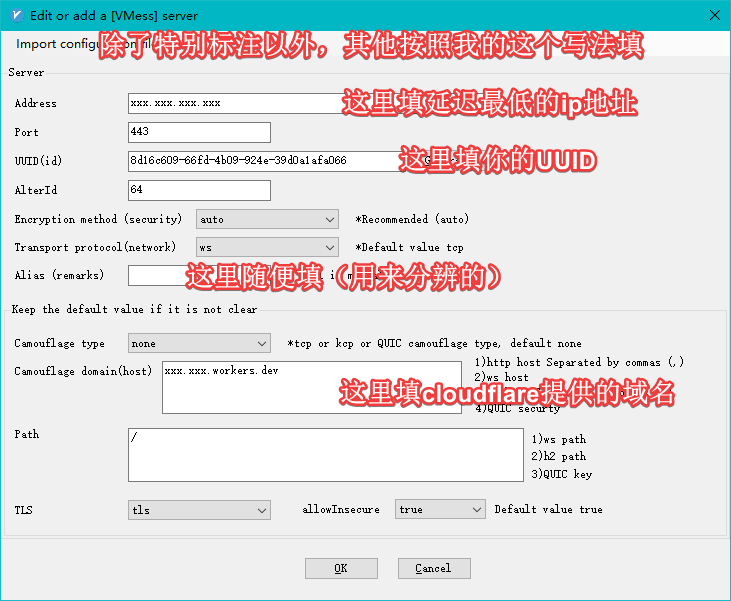 Edit or add a [VMess] server
Import configu
除了特别标注以外，其他按照我的这个写法填
Server
Address
xxx.xxx.xxx.xxx
这里填延迟最低的ip地址
Port
443
UUID(id)
8d16c609-66fd-4b09-924e-39d0a1afa066
这里填你的UUID
AlterId
64
Encryption method (security)
auto
*Recommended (auto)
Transport protocol(network)
ws
*Default value tcp
Alias (remarks)
这里随便填（用来分辨的）
Keep the default value if it is not clear
Camouflage type
none
*tcp or kcp or QUIC camouflage type, default none
Camouflage domain(host)
xxx.xxx.workers.dev
1)http host Separated by commas (,)
2)ws host
这里填cloudflare提供的域名
4)QUIC securty
Path
/
1)ws path
2)h2 path
3)QUIC key
TLS
tls
allowInsecure
true
Default value true
OK
Cancel